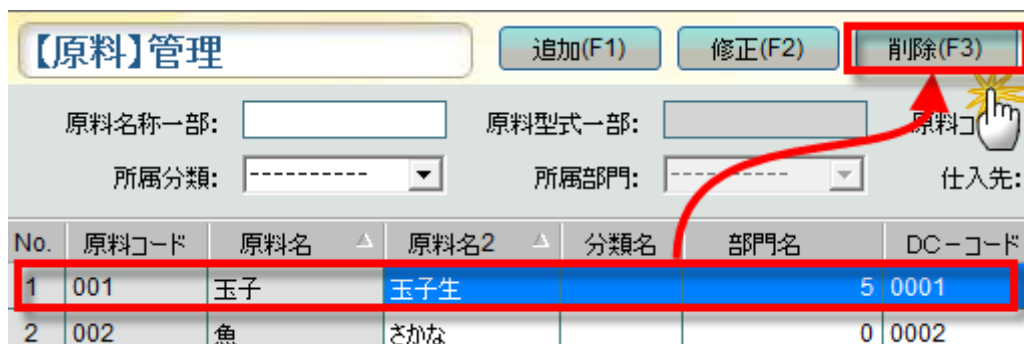 【原料】管理 追加(F1) 修正(F2) 削除(F3)
原料名称一部: 原料型式一部: 原料コ
所属分類: ---------- 所属部門: ---------- 仕入先:
No. 原料コード 原料名 原料名2 分類名 部門名 DC-コード
1 001 玉子 玉子生 5 0001
2 002 魚 さかな 0 0002